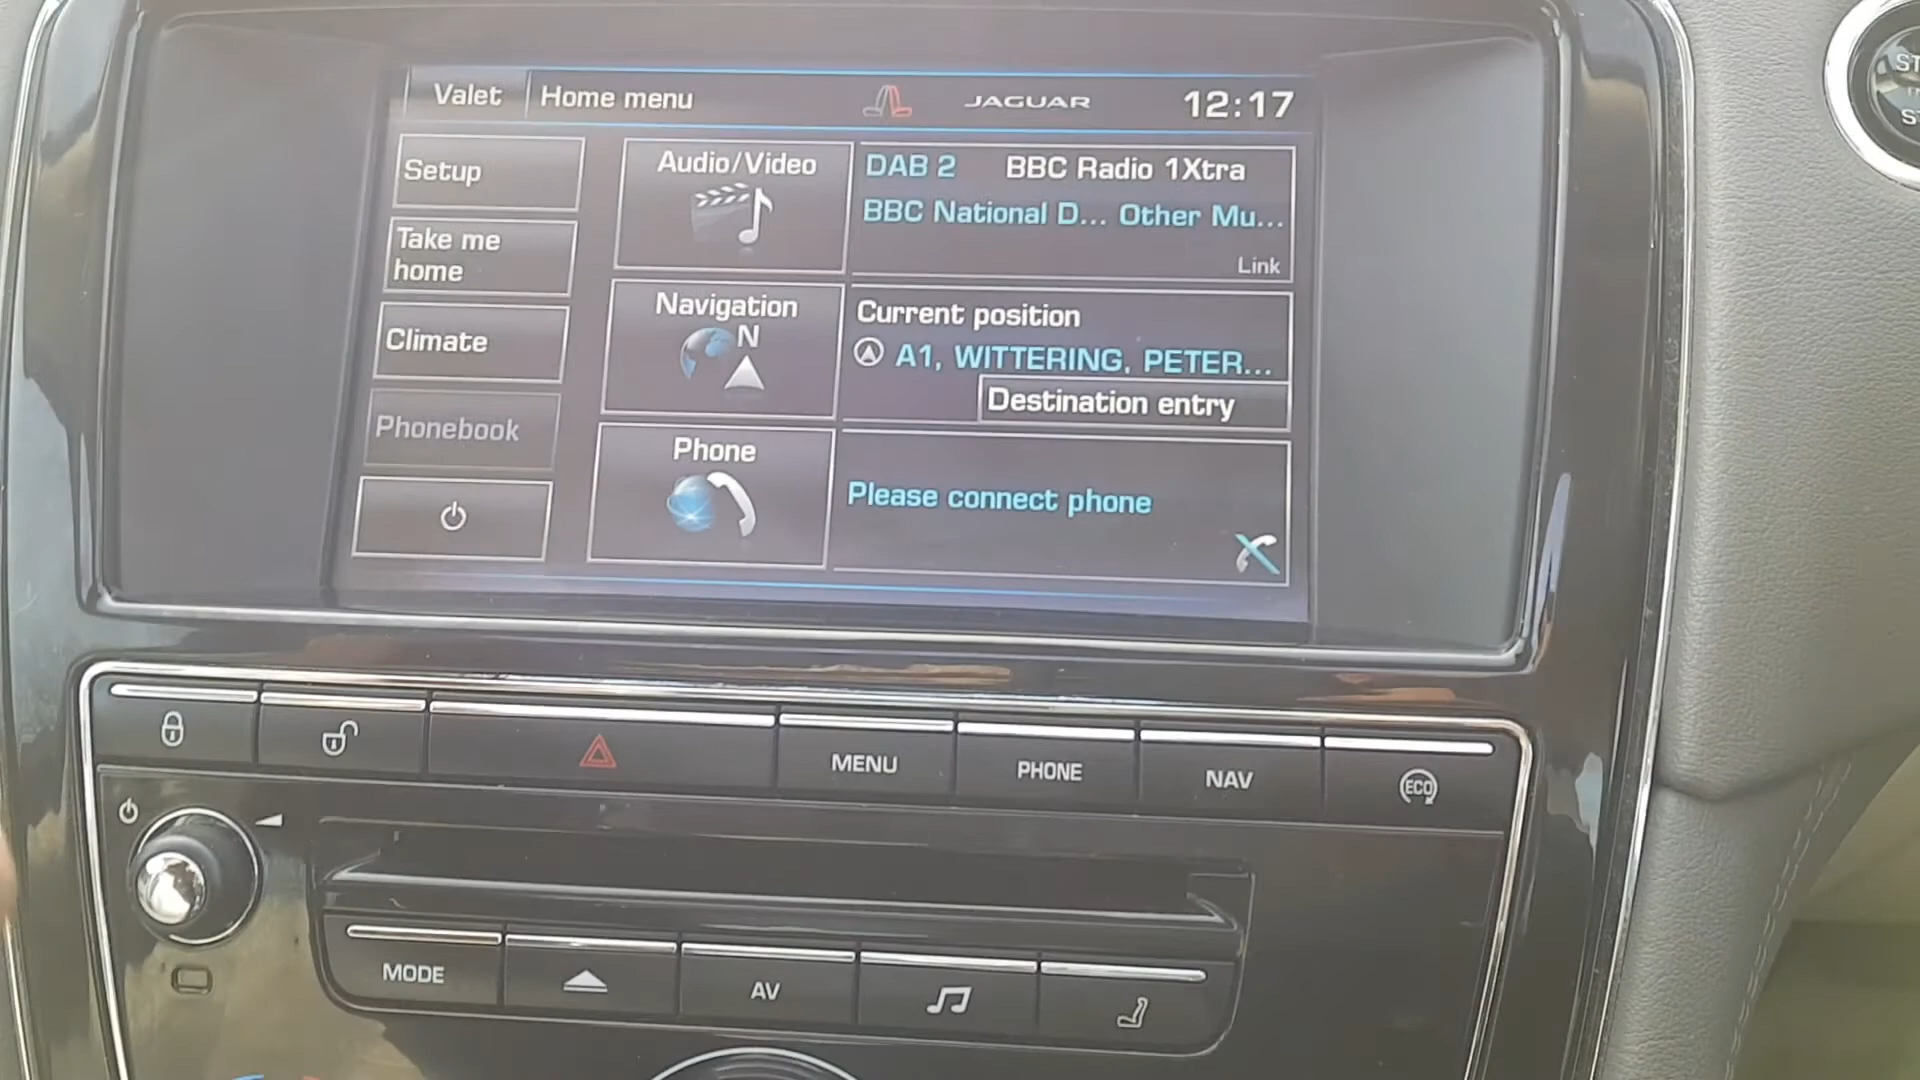 Valet
Home menu
JAGUAR
12:17
Setup
Take me
home
Climate
Phonebook
Audio/Video
DAB 2 BBC Radio 1Xtra
BBC National D... Other Mu...
Link
Navigation
N
Current position
A1, WITTERING, PETER...
Destination entry
Phone
Please connect phone
MENU
PHONE
NAV
ECO
MODE
AV